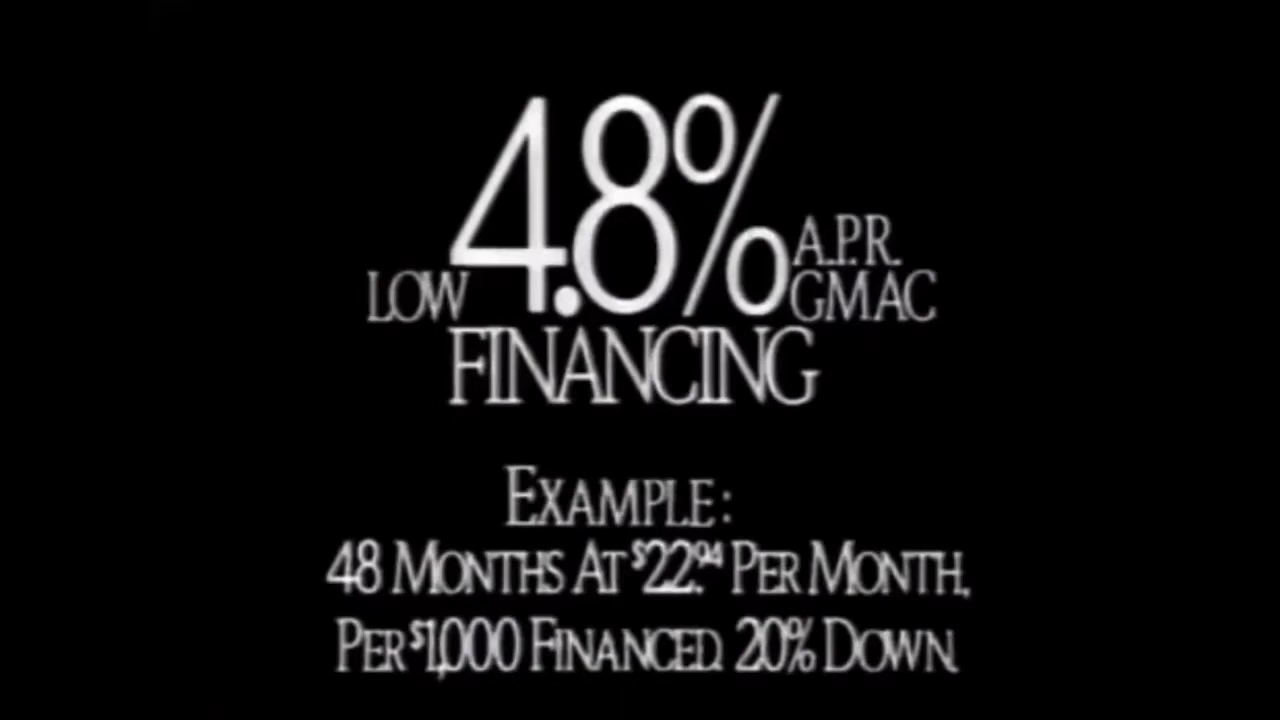 4.8% A.P.R.
LOW GMAC
FINANCING
EXAMPLE:
48 MONTHS AT $22.94 PER MONTH,
PER $1,000 FINANCED. 20% DOWN.